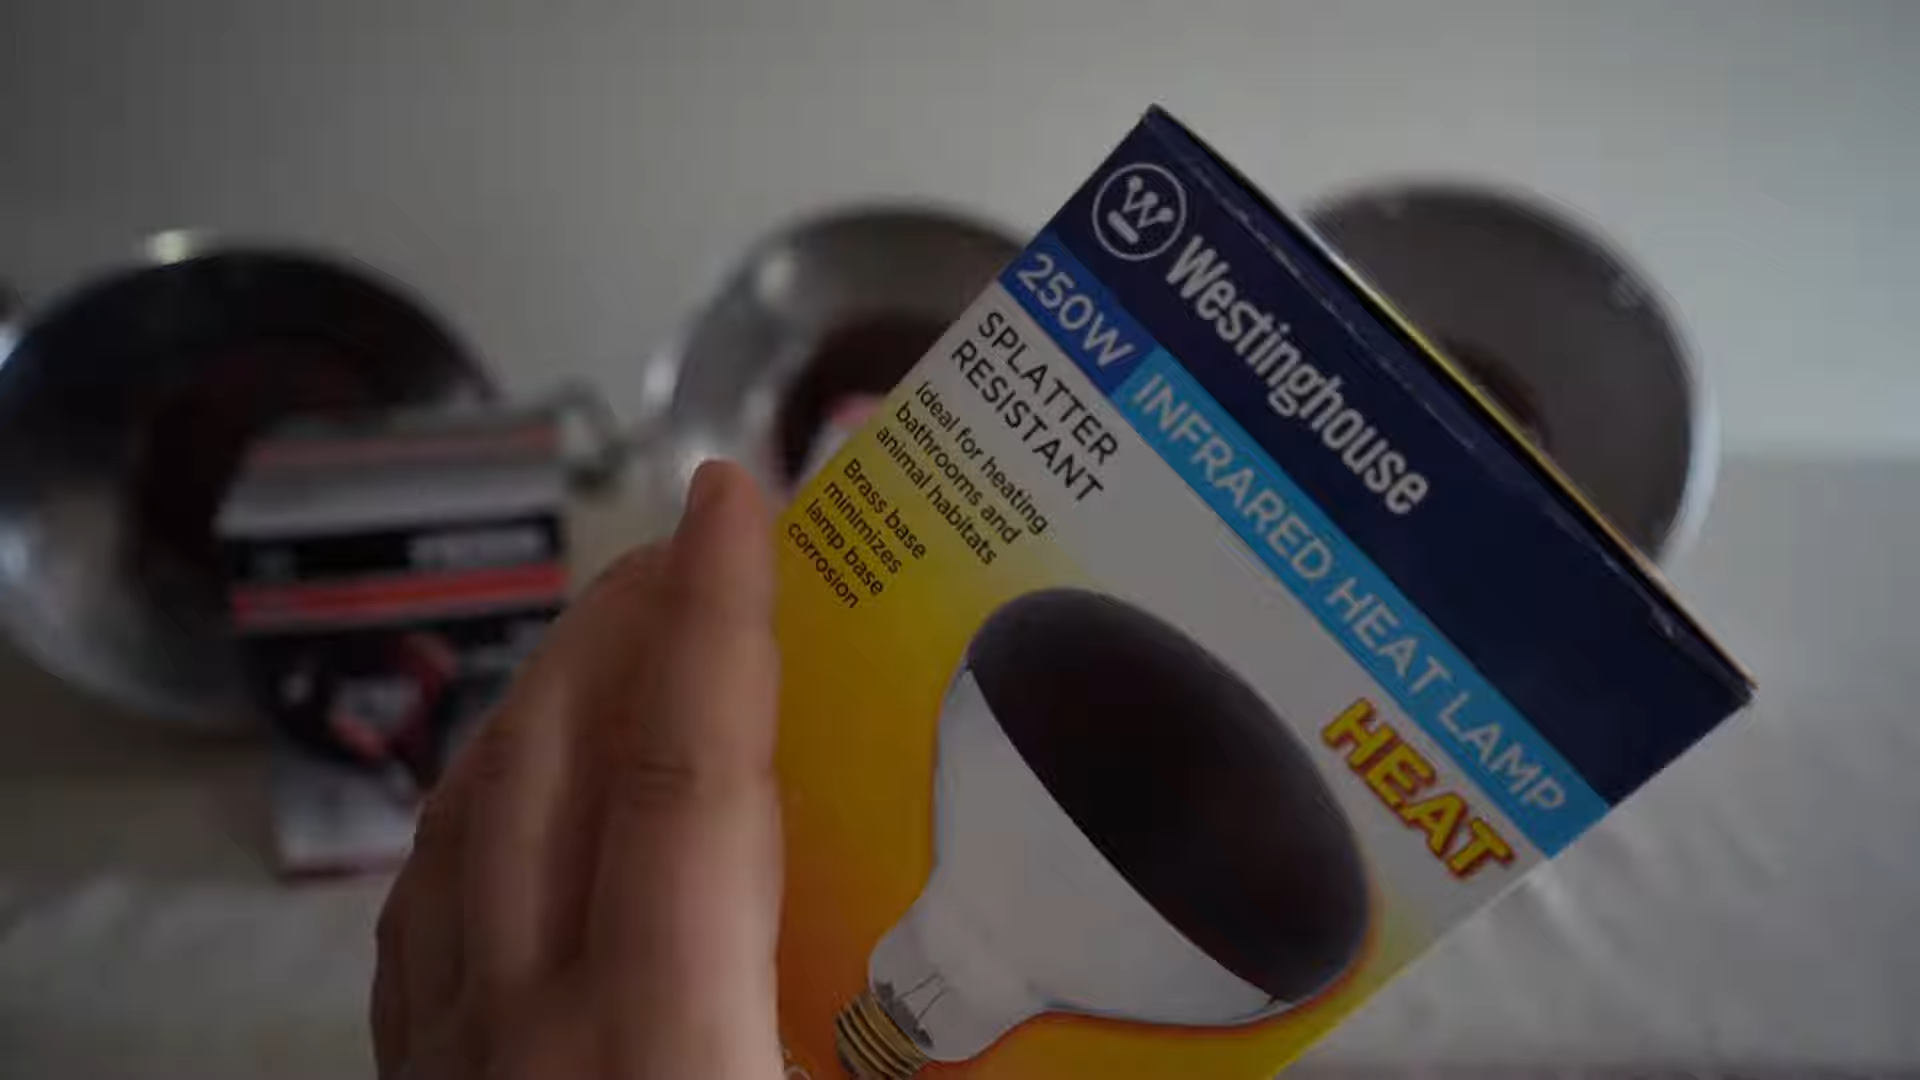 Westinghouse
250W INFRARED HEAT LAMP
SPLATTER
RESISTANT
Ideal for heating
bathrooms and
animal habitats
Brass base
minimizes
lamp base
corrosion
HEAT